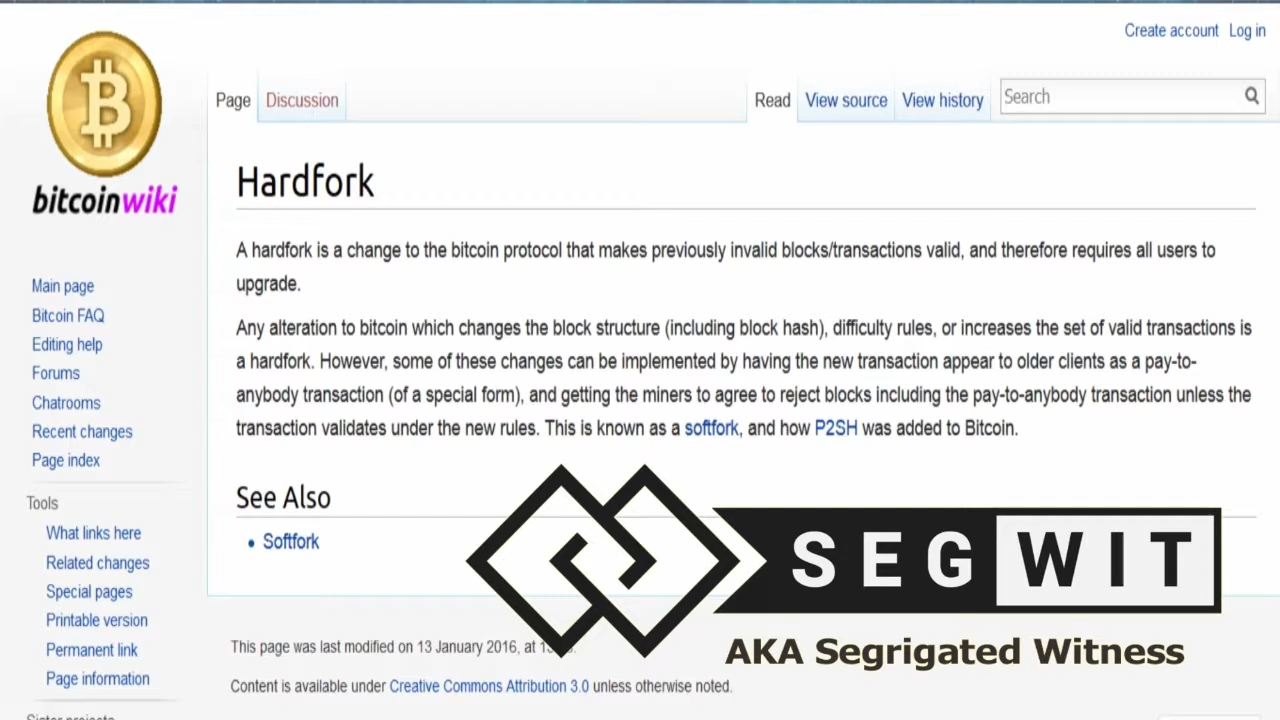 Create account Log in
Page Discussion Read View source View history Search
bitcoinwiki
Hardfork
A hardfork is a change to the bitcoin protocol that makes previously invalid blocks/transactions valid, and therefore requires all users to
upgrade.
Any alteration to bitcoin which changes the block structure (including block hash), difficulty rules, or increases the set of valid transactions is
a hardfork. However, some of these changes can be implemented by having the new transaction appear to older clients as a pay-to-
anybody transaction (of a special form), and getting the miners to agree to reject blocks including the pay-to-anybody transaction unless the
transaction validates under the new rules. This is known as a softfork, and how P2SH was added to Bitcoin.
See Also
• Softfork
Main page
Bitcoin FAQ
Editing help
Forums
Chatrooms
Recent changes
Page index
Tools
What links here
Related changes
Special pages
Printable version
Permanent link
Page information
SEGWIT
AKA Segrigated Witness
This page was last modified on 13 January 2016, at
Content is available under Creative Commons Attribution 3.0 unless otherwise noted.